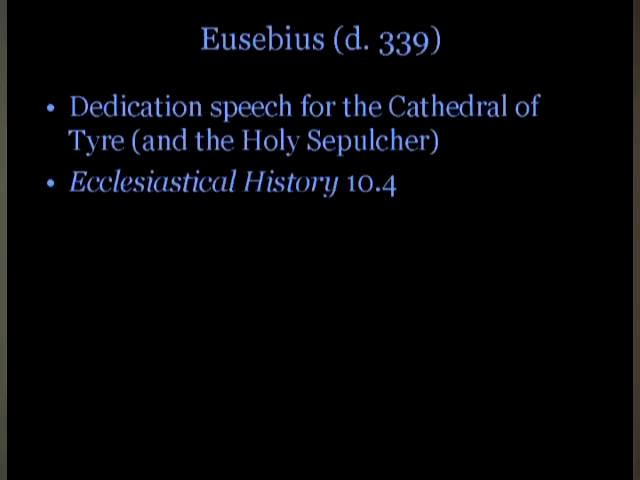 Eusebius (d. 339)
• Dedication speech for the Cathedral of
Tyre (and the Holy Sepulcher)
• Ecclesiastical History 10.4